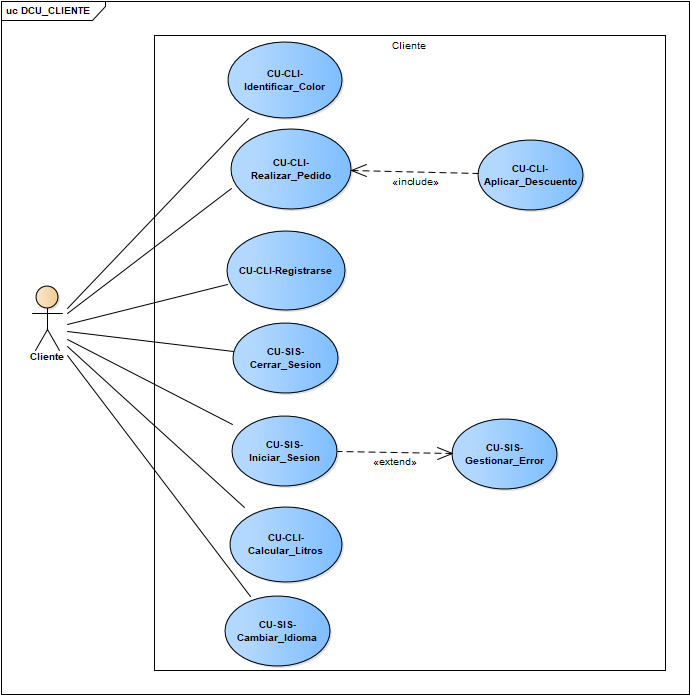 uc DCU_CLIENTE
Cliente
CU-CLI-
Identificar_Color
CU-CLI-
Realizar_Pedido
«include»
CU-CLI-
Aplicar_Descuento
CU-CLI-Registrarse
Cliente
CU-SIS-
Cerrar_Sesion
CU-SIS-
Iniciar_Sesion
«extend»
CU-SIS-
Gestionar_Error
CU-CLI-
Calcular_Litros
CU-SIS-
Cambiar_Idioma